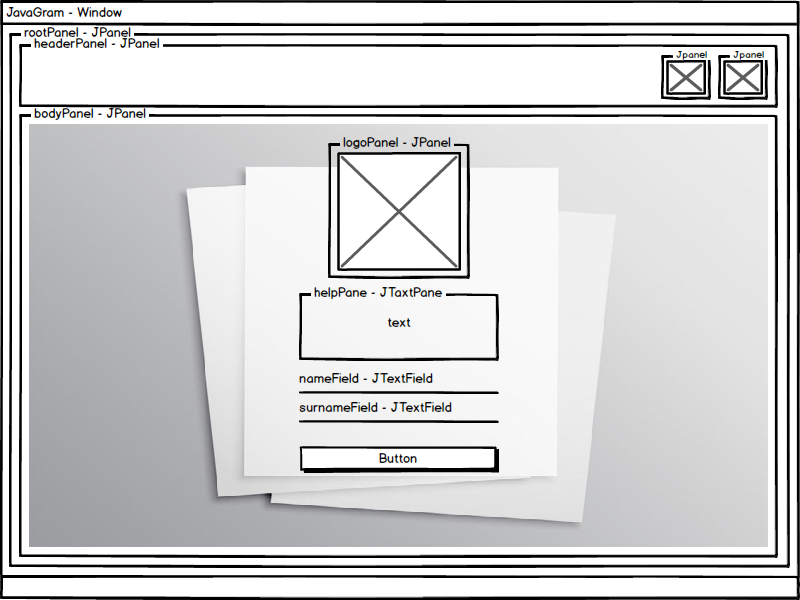 JavaGram - Window
rootPanel - JPanel
headerPanel - JPanel
Jpanel
Jpanel
bodyPanel - JPanel
logoPanel - JPanel
helpPane - JTaxtPane
text
nameField - JTextField
surnameField - JTextField
Button